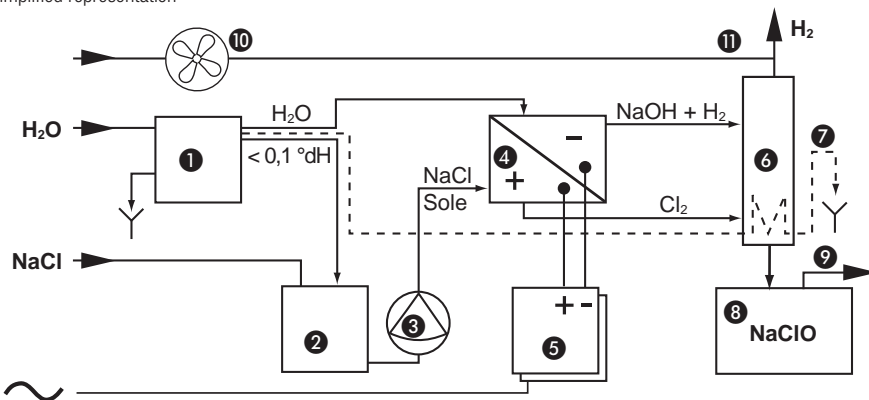 simplified representation
10
11
H₂
H₂O
1
H₂O
< 0,1 °dH
NaCl
Sole
4
-
+
NaOH + H₂
Cl₂
6
7
NaCl
2
3
+ -
5
8
NaClO
9